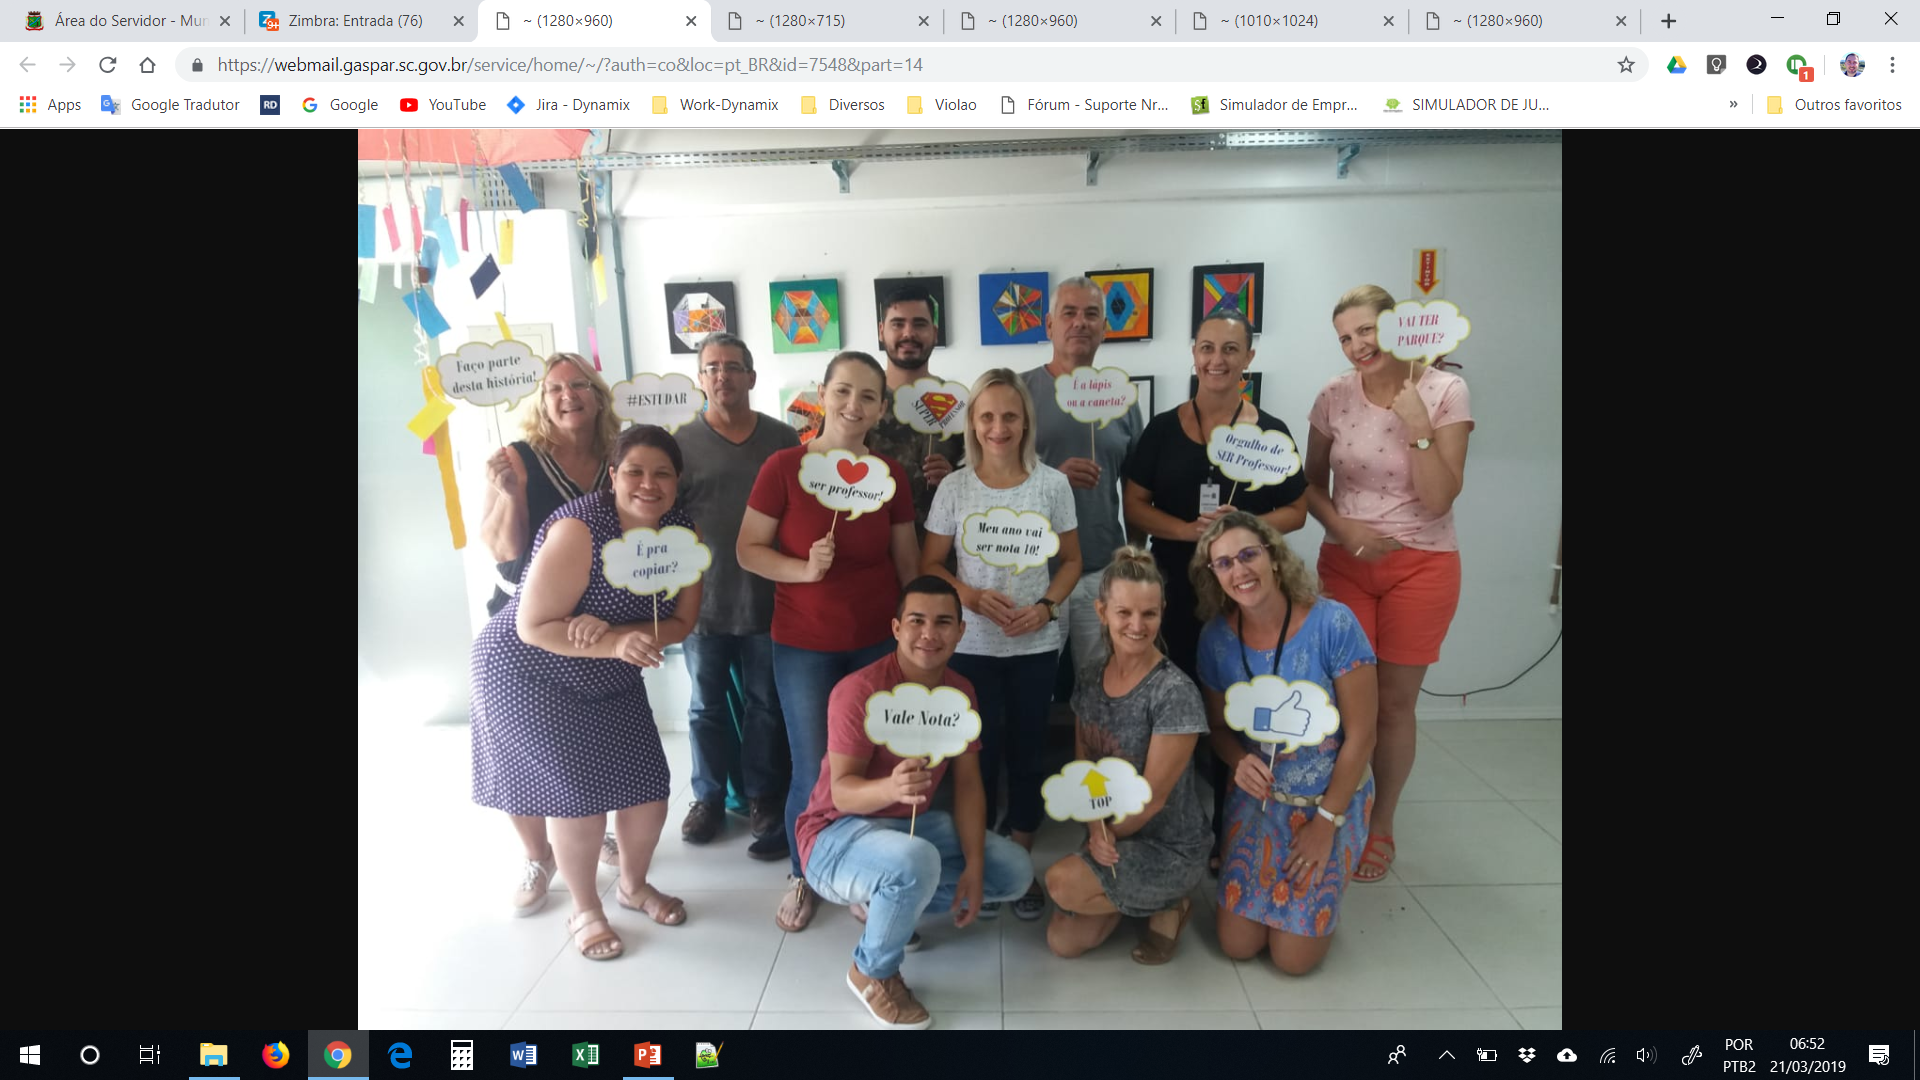 Área do Servidor - Mun
Zimbra: Entrada (76)
~ (1280×960)
~ (1280×715)
~ (1280×960)
~ (1010×1024)
~ (1280×960)
https://webmail.gaspar.sc.gov.br/service/home/~/?auth=co&loc=pt_BR&id=7548&part=14
1
Apps
Google Tradutor
RD
Google
YouTube
Jira - Dynamix
Work-Dynamix
Diversos
Violao
Fórum - Suporte Nr...
Simulador de Empr...
SIMULADOR DE JU...
»
Outros favoritos
EXTINTOR
VAI TER
PARQUE?
Faço parte
desta história!
#ESTUDAR
SUPER
PROFESSOR
É a lápis
ou a caneta?
Orgulho de
SER Professor!
ser professor!
Meu ano vai
ser nota 10!
É pra
copiar?
Vale Nota?
TOP
POR
PTB2
06:52
21/03/2019